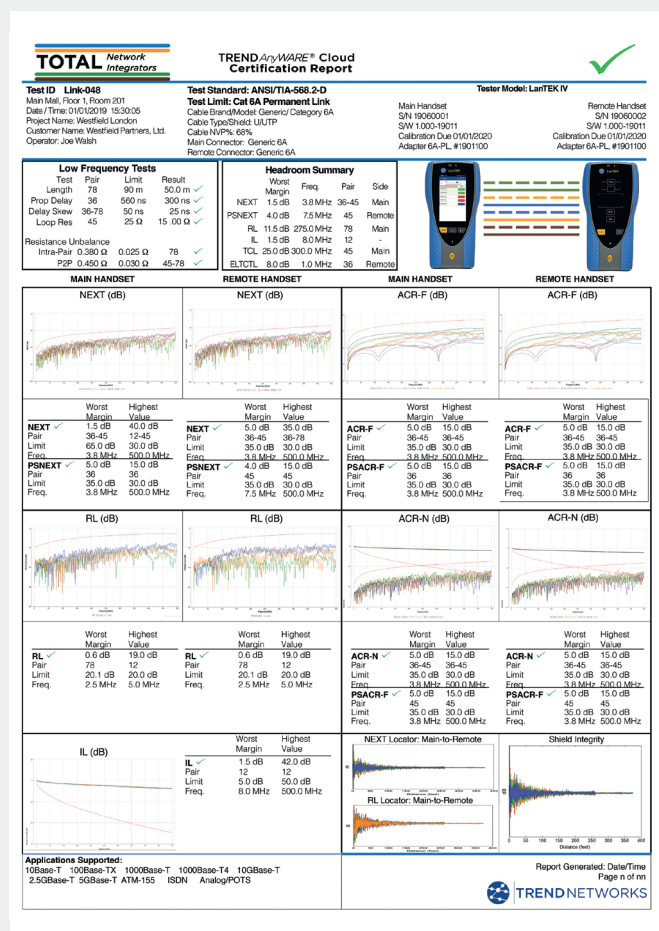 TOTAL Network Integrators
TREND AnyWARE® Cloud
Certification Report
Test ID Link-048
Main Mall, Floor 1, Room 201
Date / Time: 01/01/2019 15:30:05
Project Name: Westfield London
Customer Name: Westfield Partners, Ltd.
Operator: Joe Walsh
Test Standard: ANSI/TIA-568.2-D
Test Limit: Cat 6A Permanent Link
Cable Brand/Model: Generic/ Category 6A
Cable Type/Shield: U/UTP
Cable NVP%: 68%
Main Connector: Generic 6A
Remote Connector: Generic 6A
Tester Model: LanTEK IV
Main Handset
S/N 19060001
S/W 1.000-19011
Calibration Due 01/01/2020
Adapter 6A-PL, #1901100
Remote Handset
S/N 19060002
S/W 1.000-19011
Calibration Due 01/01/2020
Adapter 6A-PL, #1901100
Low Frequency Tests
Test Pair Limit Result
Length 78 90 m 50.0 m ✓
Prop Delay 36 560 ns 300 ns ✓
Delay Skew 36-78 50 ns 25 ns ✓
Loop Res 45 25 Ω 15 .00 Ω ✓
Resistance Unbalance
Intra-Pair 0.380 Ω 0.025 Ω 78 ✓
P2P 0.450 Ω 0.030 Ω 45-78 ✓
Headroom Summary
Worst Margin Freq. Pair Side
NEXT 1.5 dB 3.8 MHz 36-45 Main
PSNEXT 4.0 dB 7.5 MHz 45 Remote
RL 11.5 dB 275.0 MHz 78 Main
IL 1.5 dB 8.0 MHz 12 -
TCL 25.0 dB 300.0 MHz 45 Main
ELTCTL 8.0 dB 1.0 MHz 36 Remote
MAIN HANDSET
REMOTE HANDSET
MAIN HANDSET
REMOTE HANDSET
NEXT (dB)
NEXT (dB)
ACR-F (dB)
ACR-F (dB)
Worst Margin Highest Value
NEXT ✓ 1.5 dB 40.0 dB
Pair 36-45 12-45
Limit 65.0 dB 30.0 dB
Freq. 3.8 MHz 500.0 MHz
PSNEXT ✓ 5.0 dB 15.0 dB
Pair 36 36
Limit 35.0 dB 30.0 dB
Freq. 3.8 MHz 500.0 MHz
Worst Margin Highest Value
NEXT ✓ 5.0 dB 35.0 dB
Pair 36-45 36-78
Limit 35.0 dB 30.0 dB
Freq. 3.8 MHz 500.0 MHz
PSNEXT ✓ 4.0 dB 15.0 dB
Pair 45 45
Limit 35.0 dB 30.0 dB
Freq. 7.5 MHz 500.0 MHz
Worst Margin Highest Value
ACR-F ✓ 5.0 dB 15.0 dB
Pair 36-45 36-45
Limit 35.0 dB 30.0 dB
Freq. 3.8 MHz 500.0 MHz
PSACR-F ✓ 5.0 dB 15.0 dB
Pair 36 36
Limit 35.0 dB 30.0 dB
Freq. 3.8 MHz 500.0 MHz
Worst Margin Highest Value
ACR-F ✓ 5.0 dB 15.0 dB
Pair 36-45 36-45
Limit 35.0 dB 30.0 dB
Freq. 3.8 MHz 500.0 MHz
PSACR-F ✓ 5.0 dB 15.0 dB
Pair 36 36
Limit 35.0 dB 30.0 dB
Freq. 3.8 MHz 500.0 MHz
RL (dB)
RL (dB)
ACR-N (dB)
ACR-N (dB)
Worst Margin Highest Value
RL ✓ 0.6 dB 19.0 dB
Pair 78 12
Limit 20.1 dB 20.0 dB
Freq. 2.5 MHz 5.0 MHz
Worst Margin Highest Value
RL ✓ 0.6 dB 19.0 dB
Pair 78 12
Limit 20.1 dB 20.0 dB
Freq. 2.5 MHz 5.0 MHz
Worst Margin Highest Value
ACR-N ✓ 5.0 dB 15.0 dB
Pair 36-45 36-45
Limit 35.0 dB 30.0 dB
Freq. 3.8 MHz 500.0 MHz
PSACR-F ✓ 5.0 dB 15.0 dB
Pair 45 45
Limit 35.0 dB 30.0 dB
Freq. 3.8 MHz 500.0 MHz
Worst Margin Highest Value
ACR-N ✓ 5.0 dB 15.0 dB
Pair 36-45 36-45
Limit 35.0 dB 30.0 dB
Freq. 3.8 MHz 500.0 MHz
PSACR-F ✓ 5.0 dB 15.0 dB
Pair 45 45
Limit 35.0 dB 30.0 dB
Freq. 3.8 MHz 500.0 MHz
IL (dB)
Worst Margin Highest Value
IL ✓ 1.5 dB 42.0 dB
Pair 12 12
Limit 5.0 dB 50.0 dB
Freq. 8.0 MHz 500.0 MHz
NEXT Locator: Main-to-Remote
RL Locator: Main-to-Remote
Shield Integrity
0 50 100 150 200 250 300 350 400
Distance (feet)
Applications Supported:
10Base-T 100Base-TX 1000Base-T 1000Base-T4 10GBase-T
2.5GBase-T 5GBase-T ATM-155 ISDN Analog/POTS
Report Generated: Date/Time
Page n of nn
TREND NETWORKS